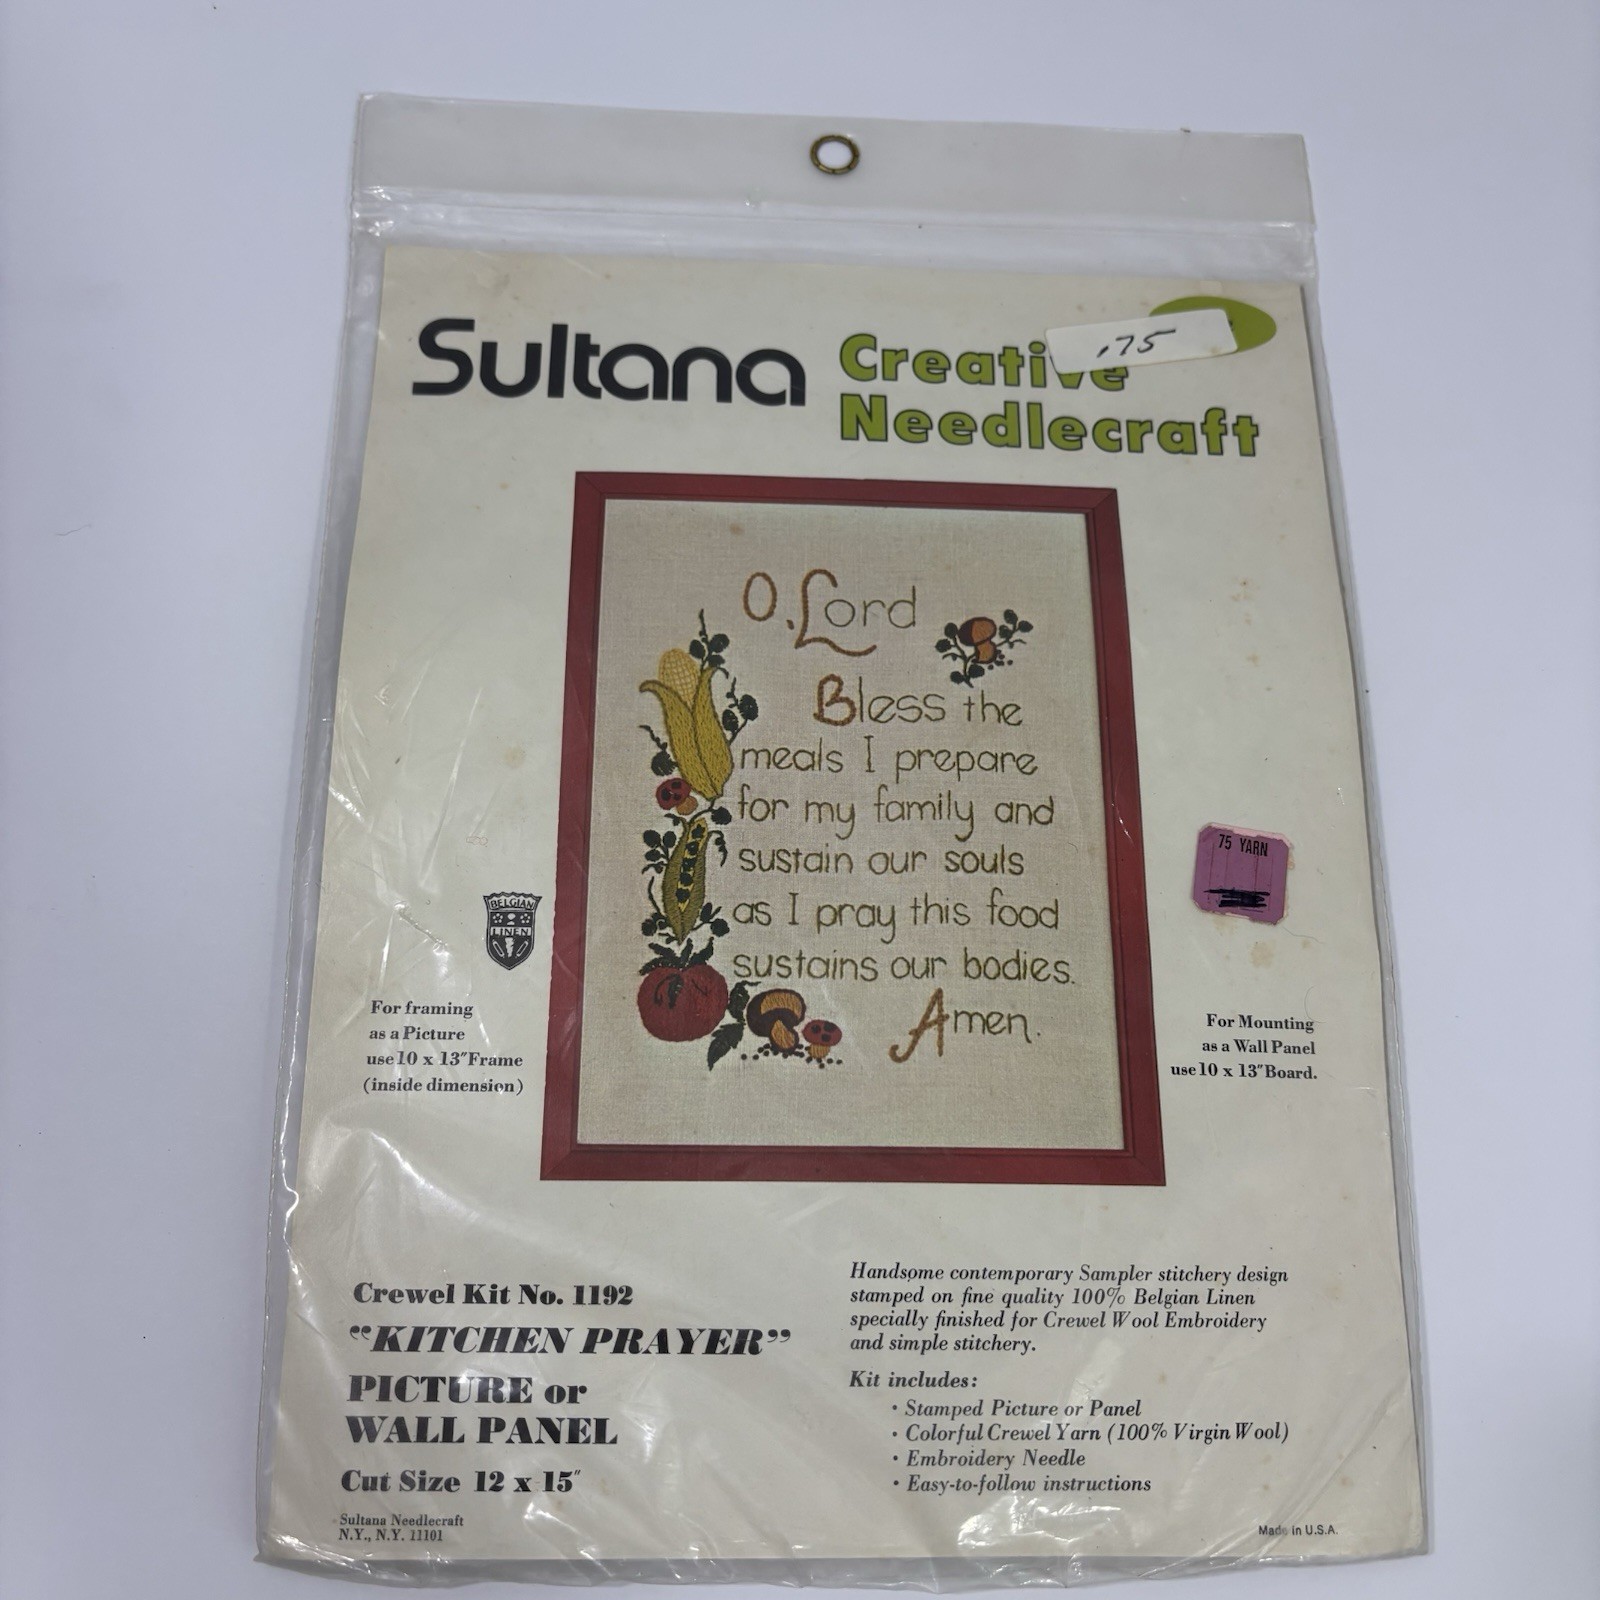 Sultana
Creative
Needlecraft
.75
O, Lord
Bless the
meals I prepare
for my family and
sustain our souls
as I pray this food
sustains our bodies.
Amen.
75 YARN
BELGIAN
LINEN
For framing
as a Picture
use 10 x 13" Frame
(inside dimension)
For Mounting
as a Wall Panel
use 10 x 13" Board.
Crewel Kit No. 1192
"KITCHEN PRAYER"
PICTURE or
WALL PANEL
Cut Size 12 x 15"
Sultana Needlecraft
N.Y., N.Y. 11101
Handsome contemporary Sampler stitchery design
stamped on fine quality 100% Belgian Linen
specially finished for Crewel Wool Embroidery
and simple stitchery.
Kit includes:
• Stamped Picture or Panel
• Colorful Crewel Yarn (100% Virgin Wool)
• Embroidery Needle
• Easy-to-follow instructions
Made in U.S.A.